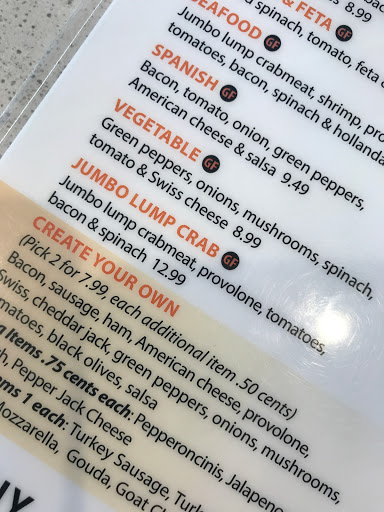 & FETA GF
spinach, tomato, feta
8.99
SEAFOOD GF
Jumbo lump crabmeat, shrimp,
tomatoes, bacon, spinach &
SPANISH GF
Bacon, tomato, onion, green peppers,
American cheese & salsa 9.49
VEGETABLE GF
Green peppers, onions, mushrooms, spinach,
tomato & Swiss cheese 8.99
JUMBO LUMP CRAB GF
Jumbo lump crabmeat, provolone, tomatoes,
bacon & spinach 12.99
CREATE YOUR OWN
(Pick 2 for 7.99, each additional item .50 cents)
Bacon, sausage, ham, American cheese, provolone,
Swiss, cheddar jack, green peppers, onions, mushrooms,
black olives, salsa
Items .75 cents each: Pepperoncinis, Jalapeno
Pepper Jack Cheese
1 each: Turkey Sausage,
Mozzarella, Gouda, Goat